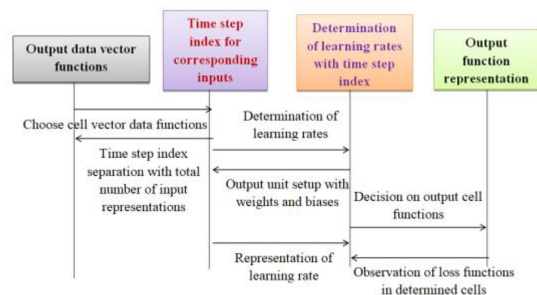 Output data vector
functions
Time step
index for
corresponding
inputs
Determination
of learning rates
with time step
index
Output
function
representation
Choose cell vector data functions
Determination of
learning rates
Time step index
separation with total
number of input
representations
Output unit setup with
weights and biases
Decision on output cell
functions
Representation of
learning rate
Observation of loss functions
in determined cells